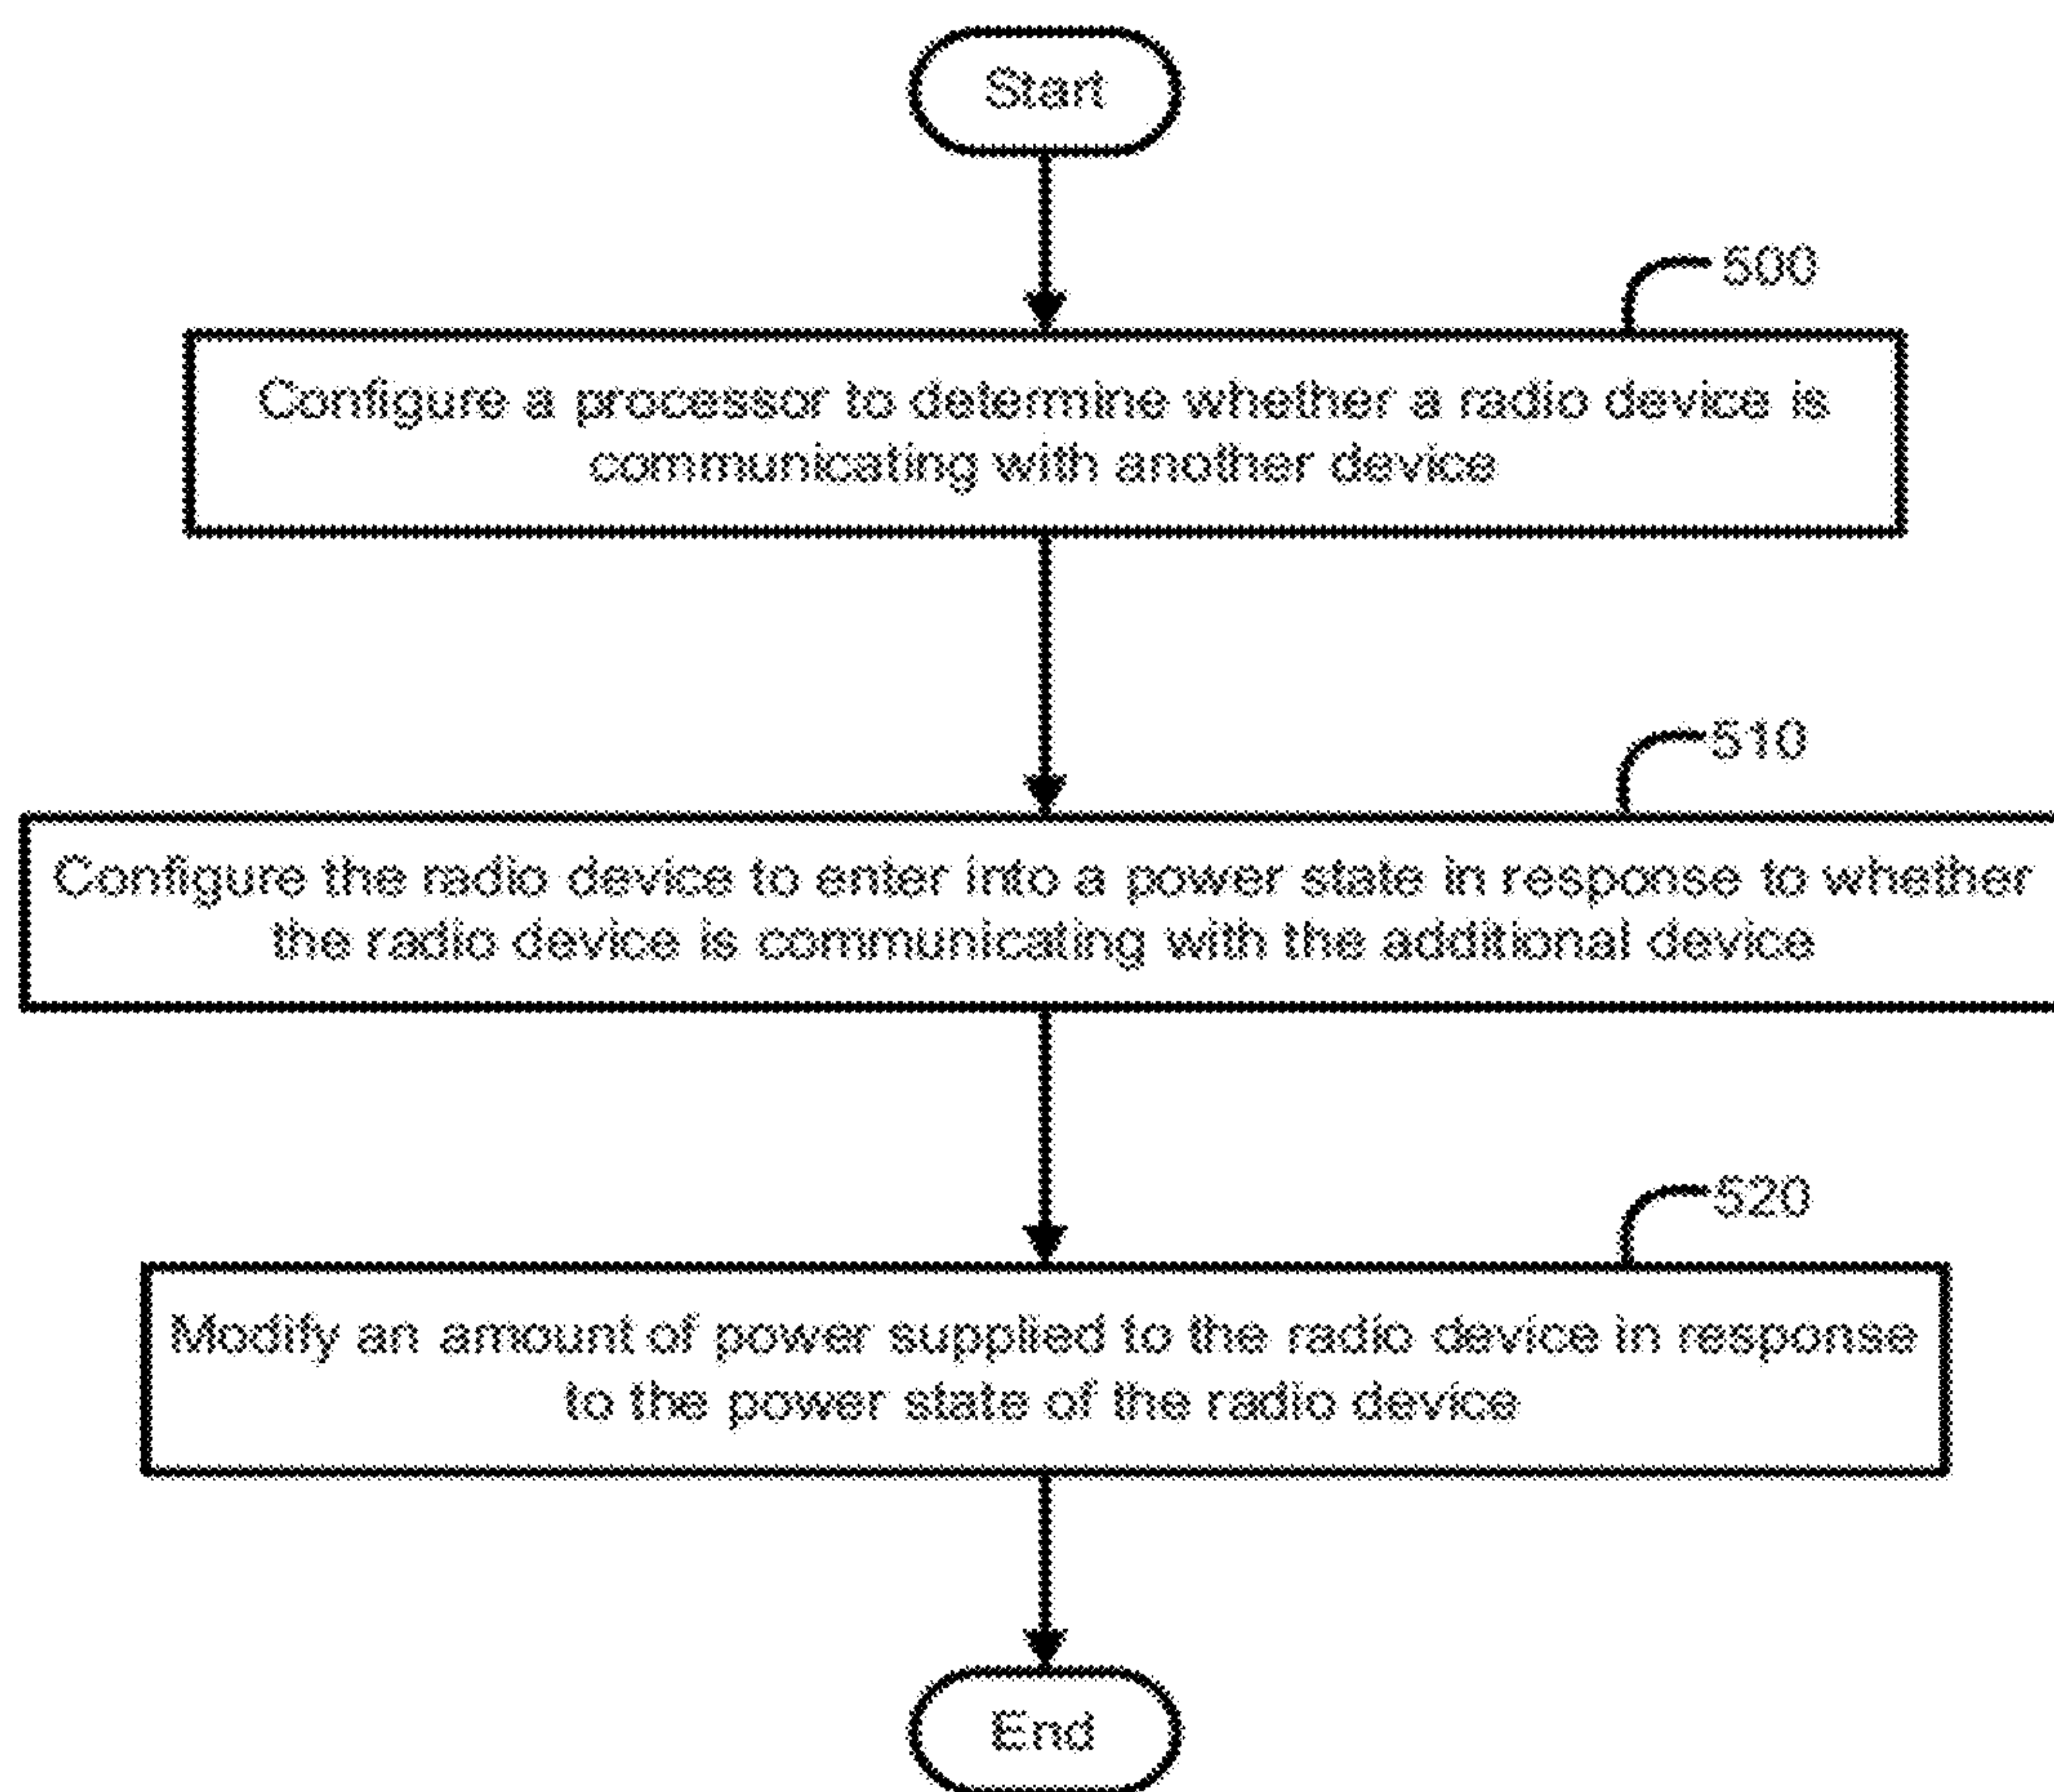 Start
500
Configure a processor to determine whether a radio device is
communicating with another device
510
Configure the radio device to enter into a power state in response to whether
the radio device is communicating with the additional device
520
Modify an amount of power supplied to the radio device in response
to the power state of the radio device
End